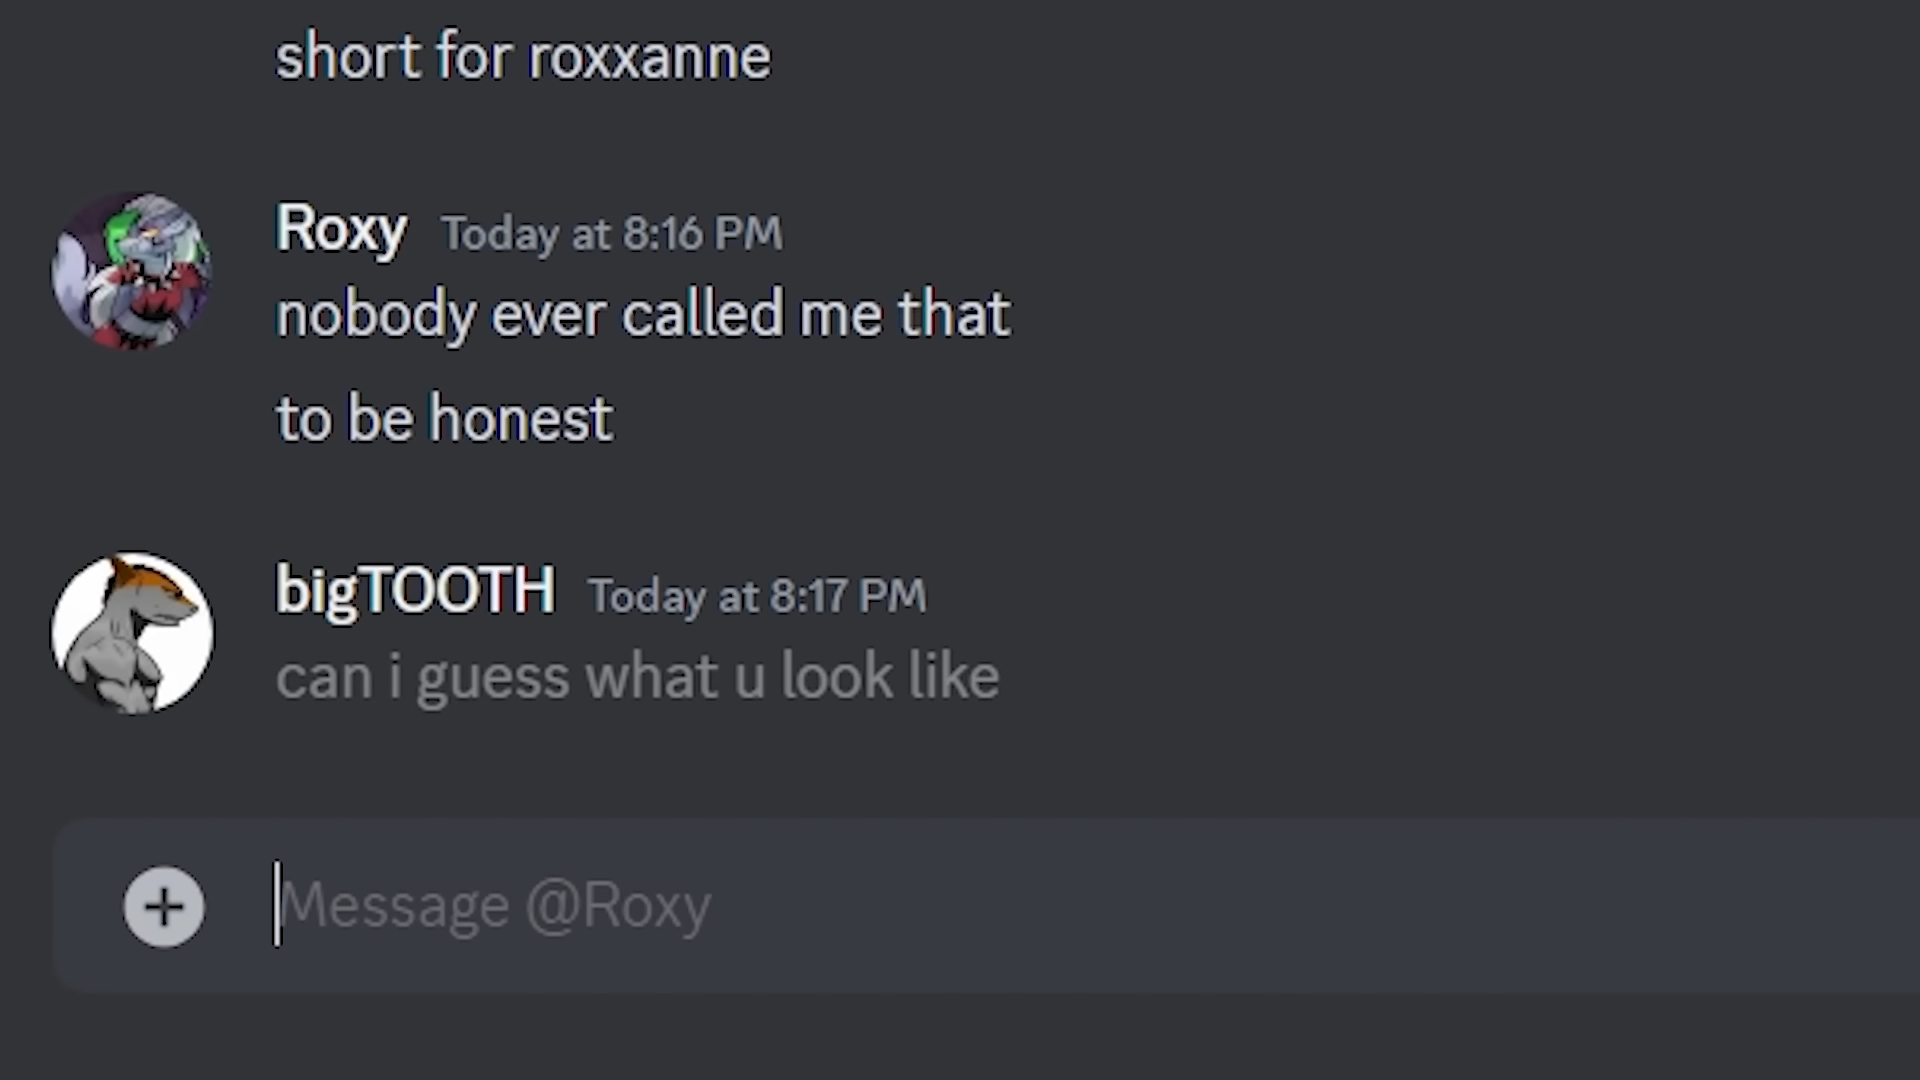 short for roxxanne
Roxy Today at 8:16 PM
nobody ever called me that
to be honest
bigTOOTH Today at 8:17 PM
can i guess what u look like
Message @Roxy